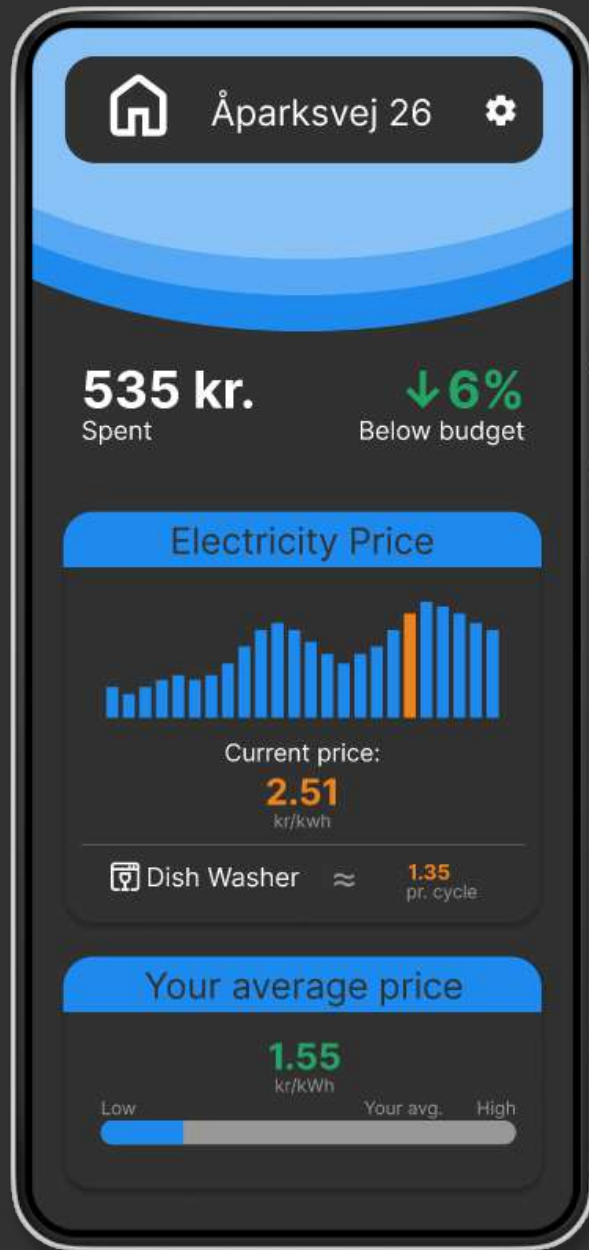 Åparksvej 26
535 kr.
↓6%
Spent
Below budget
Electricity Price
Current price:
2.51
kr/kwh
Dish Washer ≈ 1.35
pr. cycle
Your average price
1.55
kr/kWh
Low Your avg. High